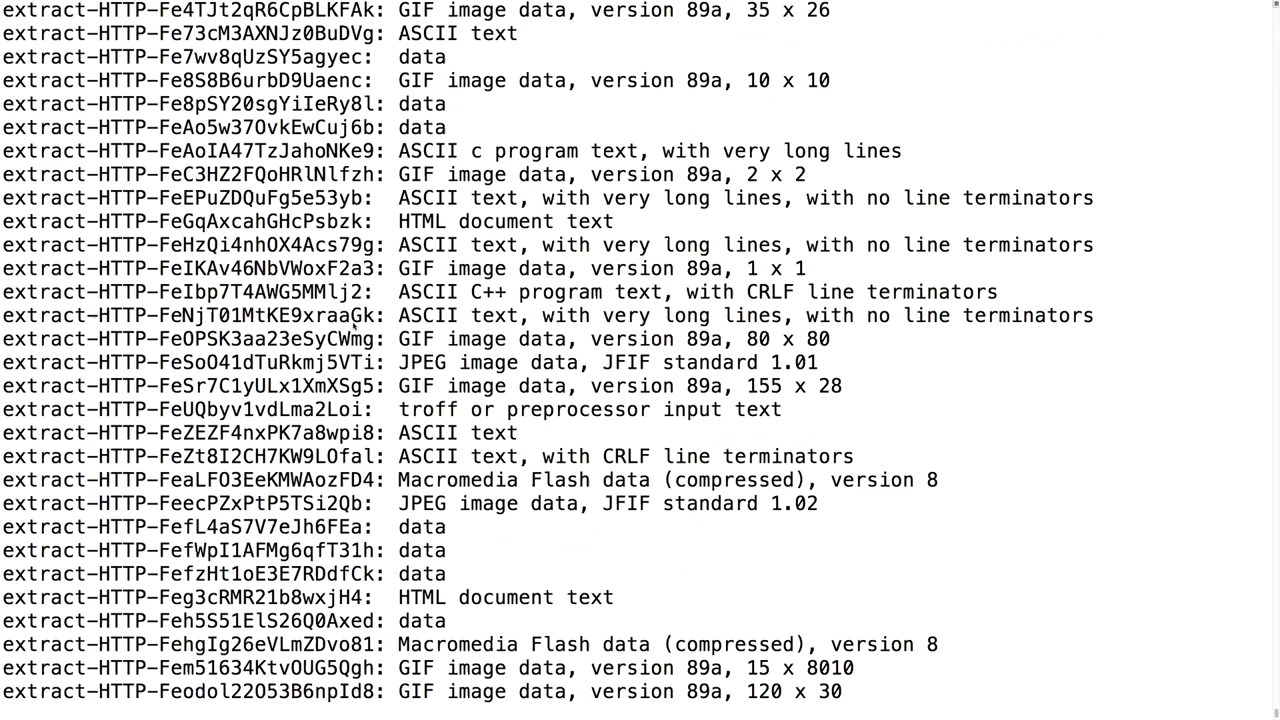 extract-HTTP-Fe4TJt2qR6CpBLKFAk: GIF image data, version 89a, 35 x 26
extract-HTTP-Fe73cM3AXNJz0BuDVg: ASCII text
extract-HTTP-Fe7wv8qUzSY5agyec: data
extract-HTTP-Fe8S8B6urbD9Uaenc: GIF image data, version 89a, 10 x 10
extract-HTTP-Fe8pSY20sgYiIeRy8l: data
extract-HTTP-FeAo5w37OvkEwCuj6b: data
extract-HTTP-FeAoIA47TzJahoNKe9: ASCII c program text, with very long lines
extract-HTTP-FeC3HZ2FQoHRlNlfzh: GIF image data, version 89a, 2 x 2
extract-HTTP-FeEPuZDQuFg5e53yb: ASCII text, with very long lines, with no line terminators
extract-HTTP-FeGqAxcahGHcPsbzk: HTML document text
extract-HTTP-FeHzQi4nhOX4Acs79g: ASCII text, with very long lines, with no line terminators
extract-HTTP-FeIKAv46NbVWoxF2a3: GIF image data, version 89a, 1 x 1
extract-HTTP-FeIbp7T4AWG5MMlj2: ASCII C++ program text, with CRLF line terminators
extract-HTTP-FeNjT01MtKE9xraaGk: ASCII text, with very long lines, with no line terminators
extract-HTTP-FeOPSK3aa23eSyCWmg: GIF image data, version 89a, 80 x 80
extract-HTTP-FeSoO41dTuRkmj5VTi: JPEG image data, JFIF standard 1.01
extract-HTTP-FeSr7C1yULx1XmXSg5: GIF image data, version 89a, 155 x 28
extract-HTTP-FeUQbyv1vdLma2Loi: troff or preprocessor input text
extract-HTTP-FeZEZF4nxPK7a8wpi8: ASCII text
extract-HTTP-FeZt8I2CH7KW9LOfal: ASCII text, with CRLF line terminators
extract-HTTP-FeaLFO3EeKMWAozFD4: Macromedia Flash data (compressed), version 8
extract-HTTP-FeecPZxPtP5TSi2Qb: JPEG image data, JFIF standard 1.02
extract-HTTP-FefL4aS7V7eJh6FEa: data
extract-HTTP-FefWpI1AFMg6qfT31h: data
extract-HTTP-FefzHt1oE3E7RDdfCk: data
extract-HTTP-Feg3cRMR21b8wxjH4: HTML document text
extract-HTTP-Feh5S51ElS26Q0Axed: data
extract-HTTP-FehgIg26eVLmZDvo81: Macromedia Flash data (compressed), version 8
extract-HTTP-Fem51634KtvOUG5Qgh: GIF image data, version 89a, 15 x 8010
extract-HTTP-Feodol22O53B6npId8: GIF image data, version 89a, 120 x 30